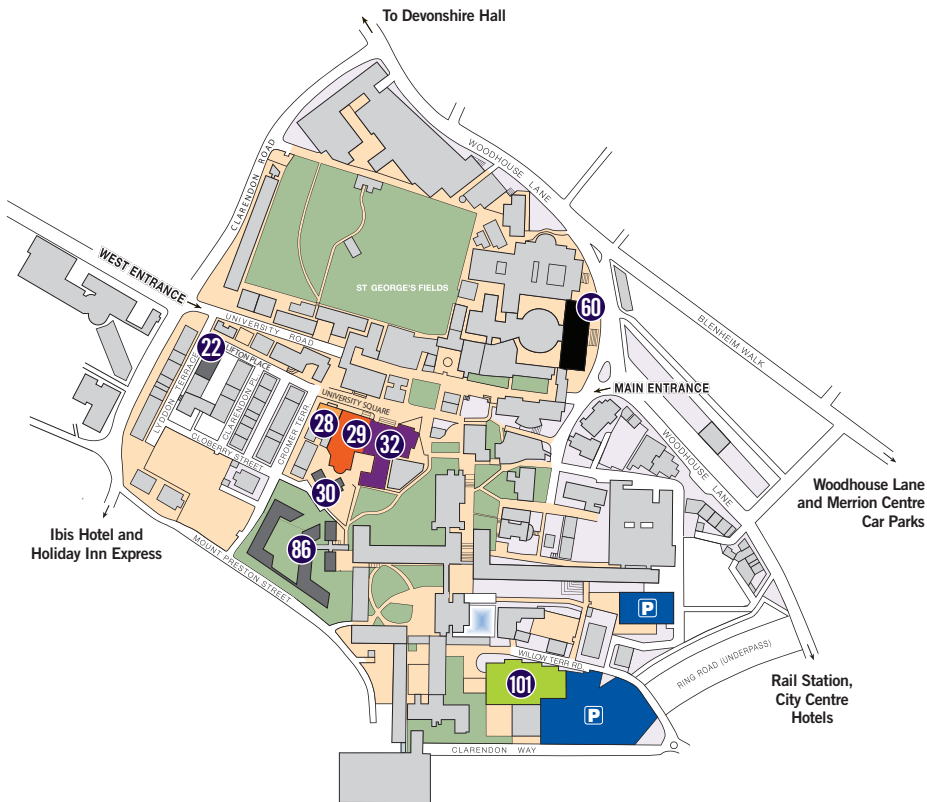 To Devonshire Hall
WOODHOUSE LANE
CLARENDON ROAD
WEST ENTRANCE
ST GEORGE'S FIELDS
60
BLENHEIM WALK
UNIVERSITY ROAD
22
CLIFTON PLACE
LYDDON TERRACE
CLARENDON PL
MAIN ENTRANCE
UNIVERSITY SQUARE
28
29
32
CROMER TERR
CLOBERRY STREET
WOODHOUSE LANE
Woodhouse Lane
and Merrion Centre
Car Parks
30
Ibis Hotel and
Holiday Inn Express
86
MOUNT PRESTON STREET
P
RING ROAD (UNDERPASS)
WILLOW TERR RD
101
P
Rail Station,
City Centre
Hotels
CLARENDON WAY